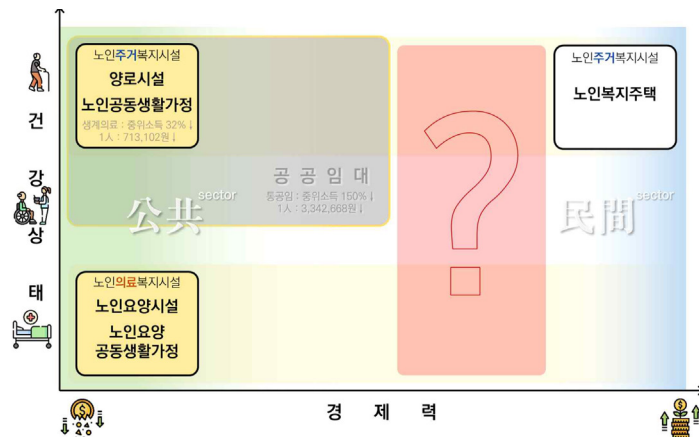 노인주거복지시설
양로시설
노인공동생활가정
생계의료 : 중위소득 32%↓
1人 : 713,102원↓
노인주거복지시설
노인복지주택
공공임대
통공임 : 중위소득 150%↓
1人 : 3,342,668원↓
公共 sector
?
民間 sector
노인의료복지시설
노인요양시설
노인요양
공동생활가정
건강상태
경제력